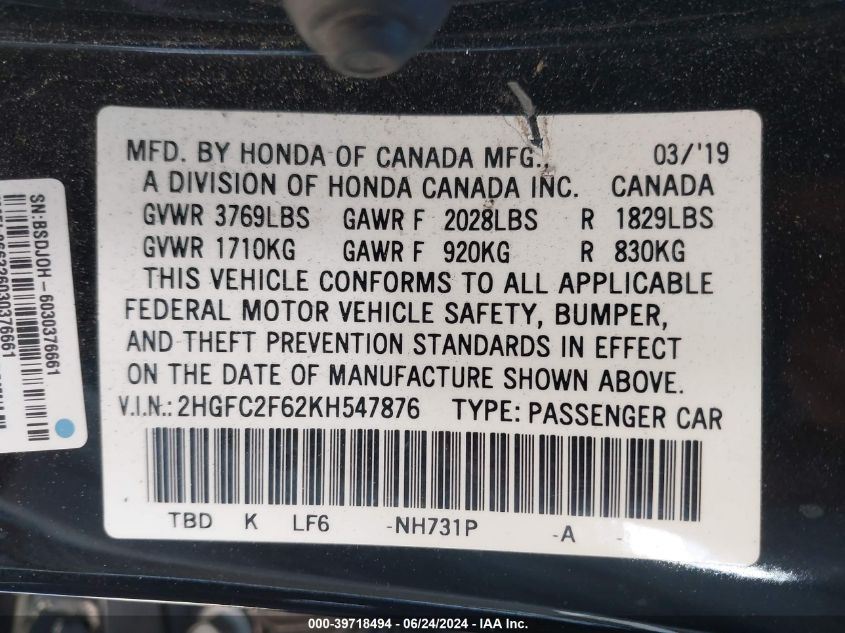 MFD. BY HONDA OF CANADA MFG., 03/'19
A DIVISION OF HONDA CANADA INC. CANADA
GVWR 3769LBS GAWR F 2028LBS R 1829LBS
GVWR 1710KG GAWR F 920KG R 830KG
THIS VEHICLE CONFORMS TO ALL APPLICABLE
FEDERAL MOTOR VEHICLE SAFETY, BUMPER,
AND THEFT PREVENTION STANDARDS IN EFFECT
ON THE DATE OF MANUFACTURE SHOWN ABOVE.
V.I.N.: 2HGFC2F62KH547876 TYPE: PASSENGER CAR
TBD K LF6 -NH731P -A -
SN:BSDJOH - 6030376661
000-39718494 - 06/24/2024 - IAA Inc.